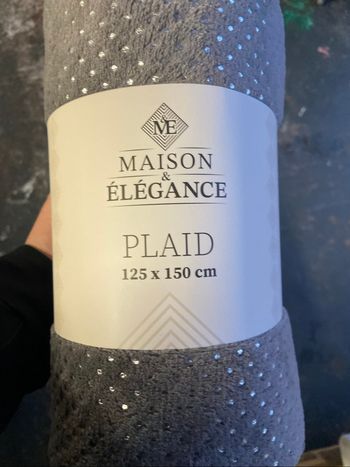 ME
MAISON
&
ÉLÉGANCE
PLAID
125 x 150 cm